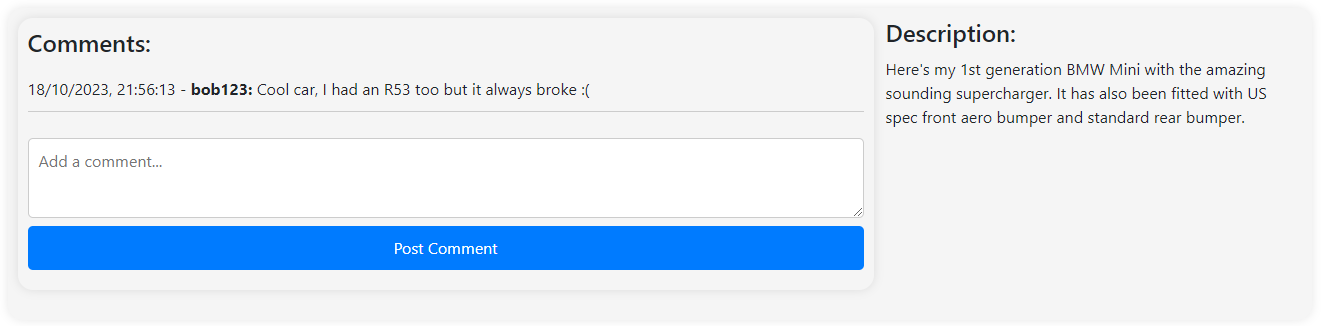 Comments:
18/10/2023, 21:56:13 - bob123: Cool car, I had an R53 too but it always broke :(
Add a comment...
Post Comment
Description:
Here's my 1st generation BMW Mini with the amazing
sounding supercharger. It has also been fitted with US
spec front aero bumper and standard rear bumper.